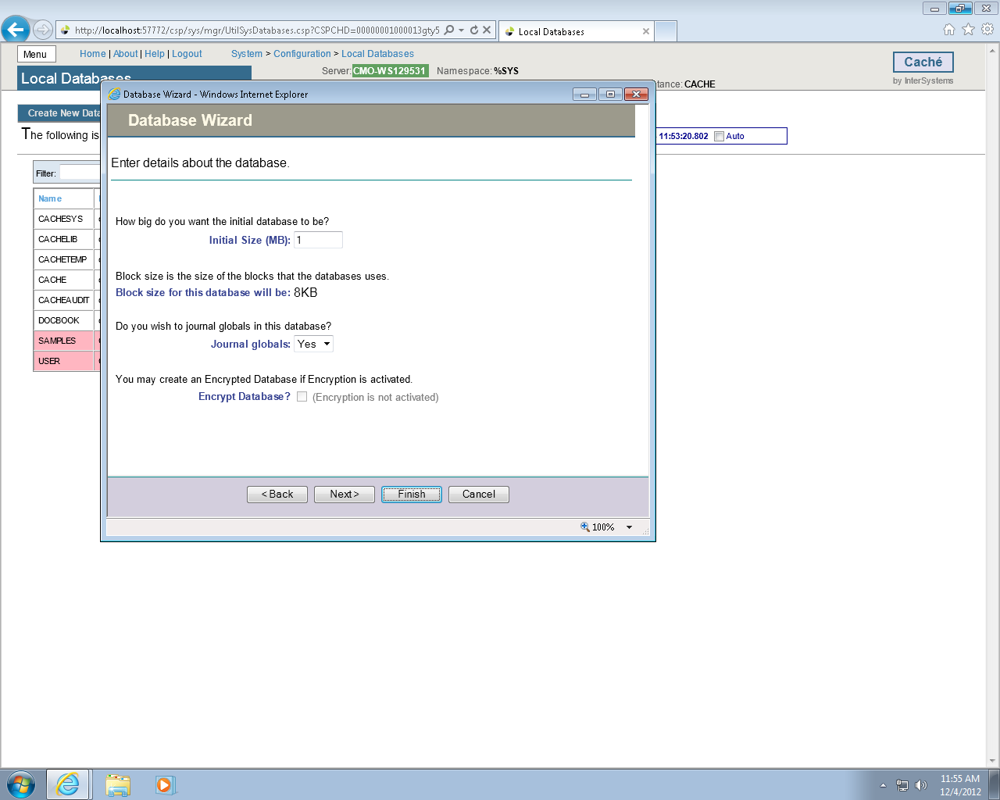 http://localhost:57772/csp/sys/mgr/UtilSysDatabases.csp?CSPCHD=00000001000013gty5
Local Databases
Menu
Home | About | Help | Logout
System > Configuration > Local Databases
Server: CMO-WS129531 Namespace: %SYS
Caché
by InterSystems
Local Databases
tance: CACHE
Database Wizard - Windows Internet Explorer
Create New Data
Database Wizard
The following is
11:53:20.802 Auto
Enter details about the database.
Filter:
Name
CACHESYS
CACHELIB
CACHETEMP
CACHE
CACHEAUDIT
DOCBOOK
SAMPLES
USER
How big do you want the initial database to be?
Initial Size (MB): 1
Block size is the size of the blocks that the databases uses.
Block size for this database will be: 8KB
Do you wish to journal globals in this database?
Journal globals: Yes
You may create an Encrypted Database if Encryption is activated.
Encrypt Database? (Encryption is not activated)
< Back
Next >
Finish
Cancel
100%
11:55 AM
12/4/2012